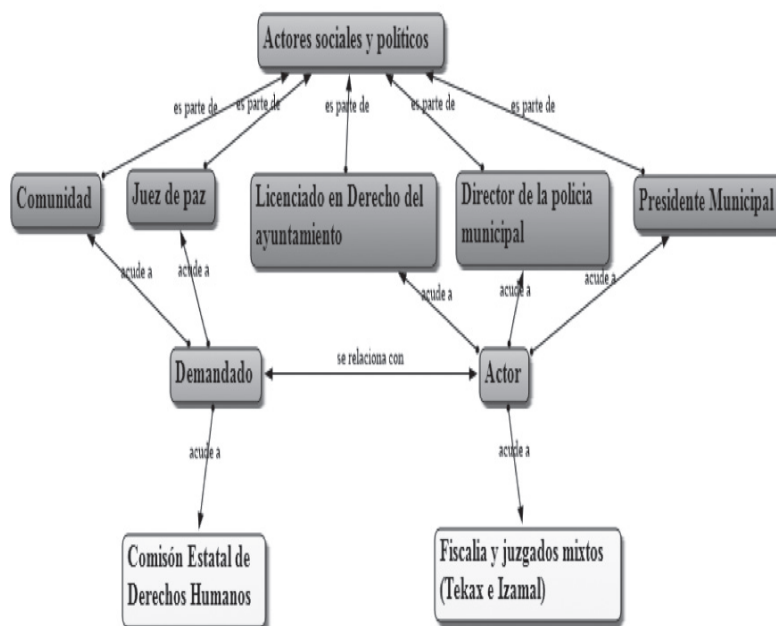 Actores sociales y políticos
es parte de
es parte de
es parte de
es parte de
es parte de
Comunidad
Juez de paz
Licenciado en Derecho del
ayuntamiento
Director de la policia
municipal
Presidente Municipal
acude a
acude a
acude a
acude a
acude a
Demandado
se relaciona con
Actor
acude a
acude a
Comisón Estatal de
Derechos Humanos
Fiscalia y juzgados mixtos
(Tekax e Izamal)